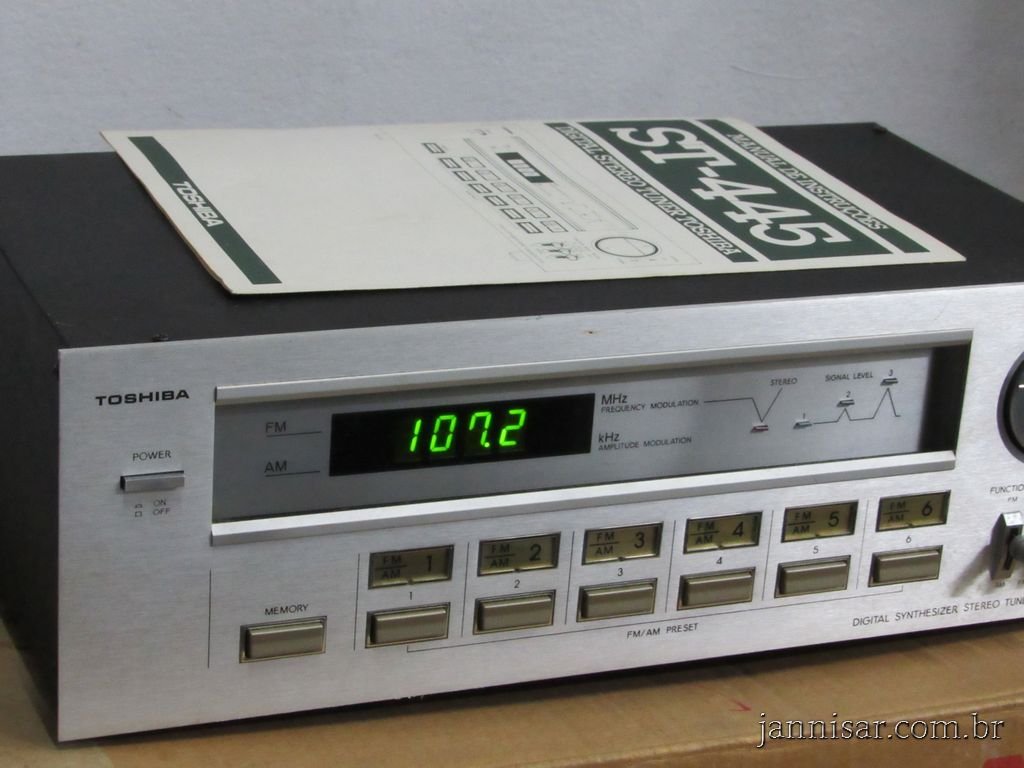 MANUAL DE INSTRUÇÕES
ST-445
DIGITAL STEREO TUNER TOSHIBA
TOSHIBA
TOSHIBA
POWER
ON
OFF
FM
AM
107.2
MHz
FREQUENCY MODULATION
kHz
AMPLITUDE MODULATION
STEREO
SIGNAL LEVEL
1
2
3
FM
AM 1
FM
AM 2
FM
AM 3
FM
AM 4
FM
AM 5
FM
AM 6
1
2
3
4
5
6
MEMORY
FM/AM PRESET
DIGITAL SYNTHESIZER STEREO TUNE
FUNCTIO
FM
AM
jannisar.com.br